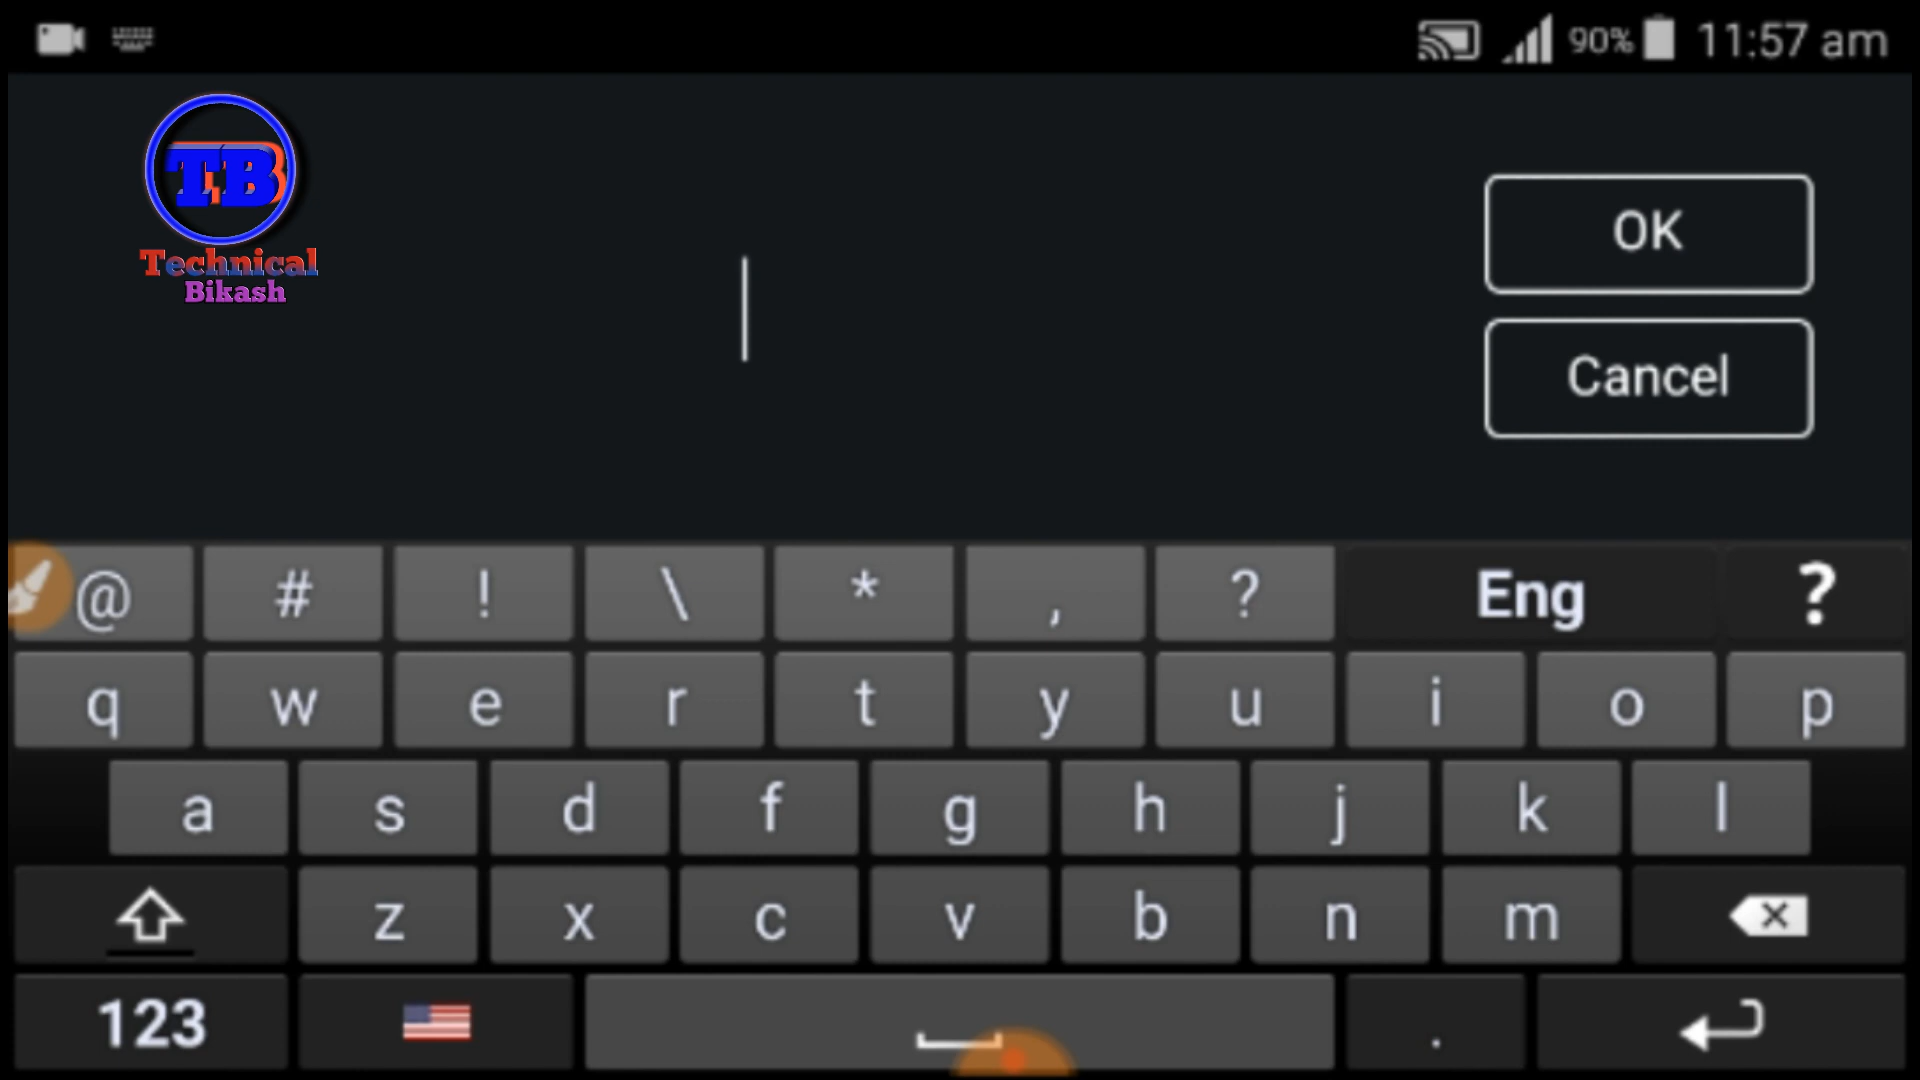 90% 11:57 am
TB
Technical
Bikash
OK
Cancel
@ # ! \ * , ? Eng ?
q w e r t y u i o p
a s d f g h j k l
z x c v b n m
123 .